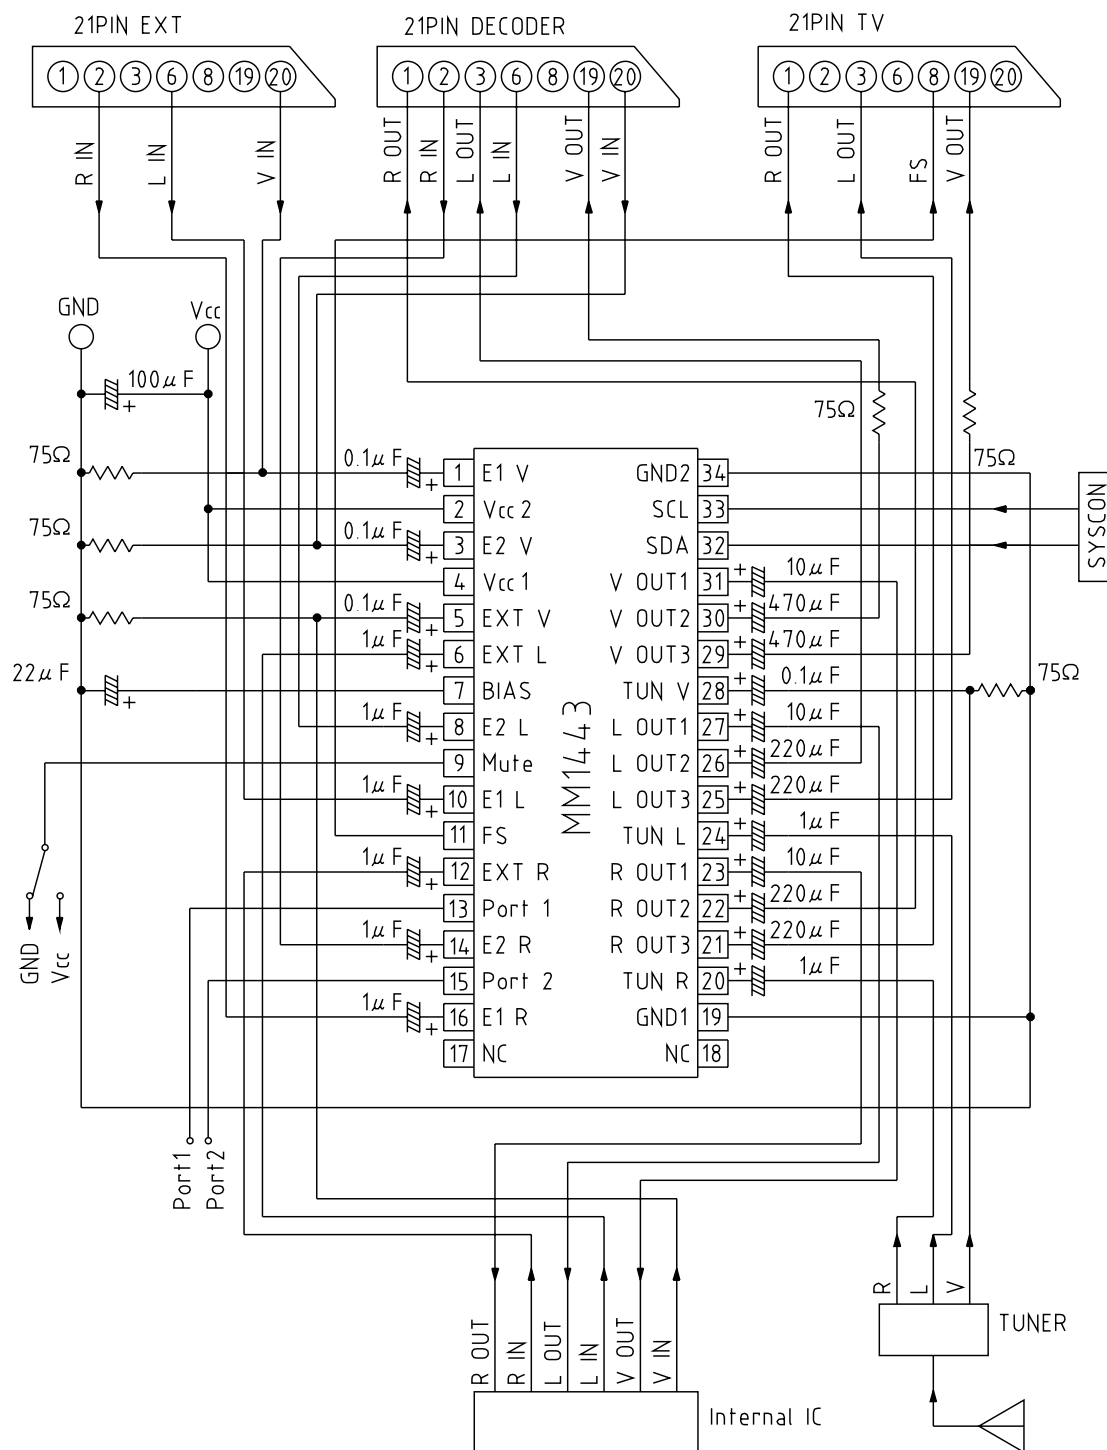 21PIN EXT
21PIN DECODER
21PIN TV
1 2 3 6 8 19 20
1 2 3 6 8 19 20
1 2 3 6 8 19 20
R IN
L IN
V IN
R OUT
R IN
L OUT
L IN
V OUT
V IN
R OUT
L OUT
FS
V OUT
GND
Vcc
100μF
+
75Ω
75Ω
75Ω
75Ω
75Ω
75Ω
22μF
+
0.1μF
+
0.1μF
+
0.1μF
+
1μF
+
1μF
+
1μF
+
1μF
+
1μF
+
1μF
+
1 E1 V
2 Vcc2
3 E2 V
4 Vcc1
5 EXT V
6 EXT L
7 BIAS
8 E2 L
9 Mute
10 E1 L
11 FS
12 EXT R
13 Port 1
14 E2 R
15 Port 2
16 E1 R
17 NC
MM1443
GND2 34
SCL 33
SDA 32
V OUT1 31 + 10μF
V OUT2 30 + 470μF
V OUT3 29 + 470μF
TUN V 28 + 0.1μF
L OUT1 27 + 10μF
L OUT2 26 + 220μF
L OUT3 25 + 220μF
TUN L 24 + 1μF
R OUT1 23 + 10μF
R OUT2 22 + 220μF
R OUT3 21 + 220μF
TUN R 20 + 1μF
GND1 19
NC 18
SYSCON
GND
Vcc
Port1
Port2
R OUT
R IN
L OUT
L IN
V OUT
V IN
Internal IC
R
L
V
TUNER